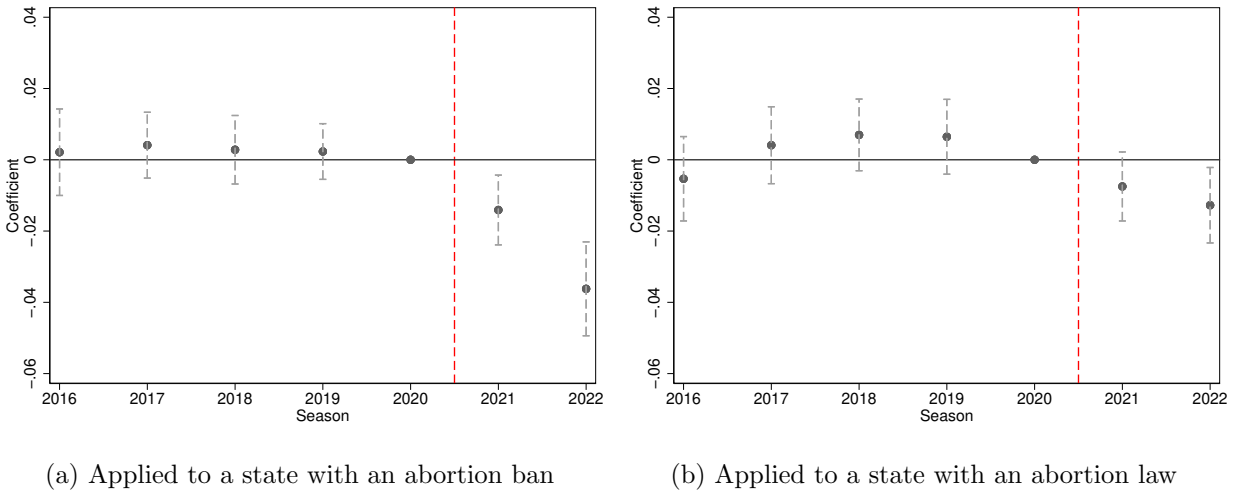 .04
.02
0
-.02
-.04
-.06
Coefficient
2016 2017 2018 2019 2020 2021 2022
Season
(a) Applied to a state with an abortion ban
.04
.02
0
-.02
-.04
-.06
Coefficient
2016 2017 2018 2019 2020 2021 2022
Season
(b) Applied to a state with an abortion law